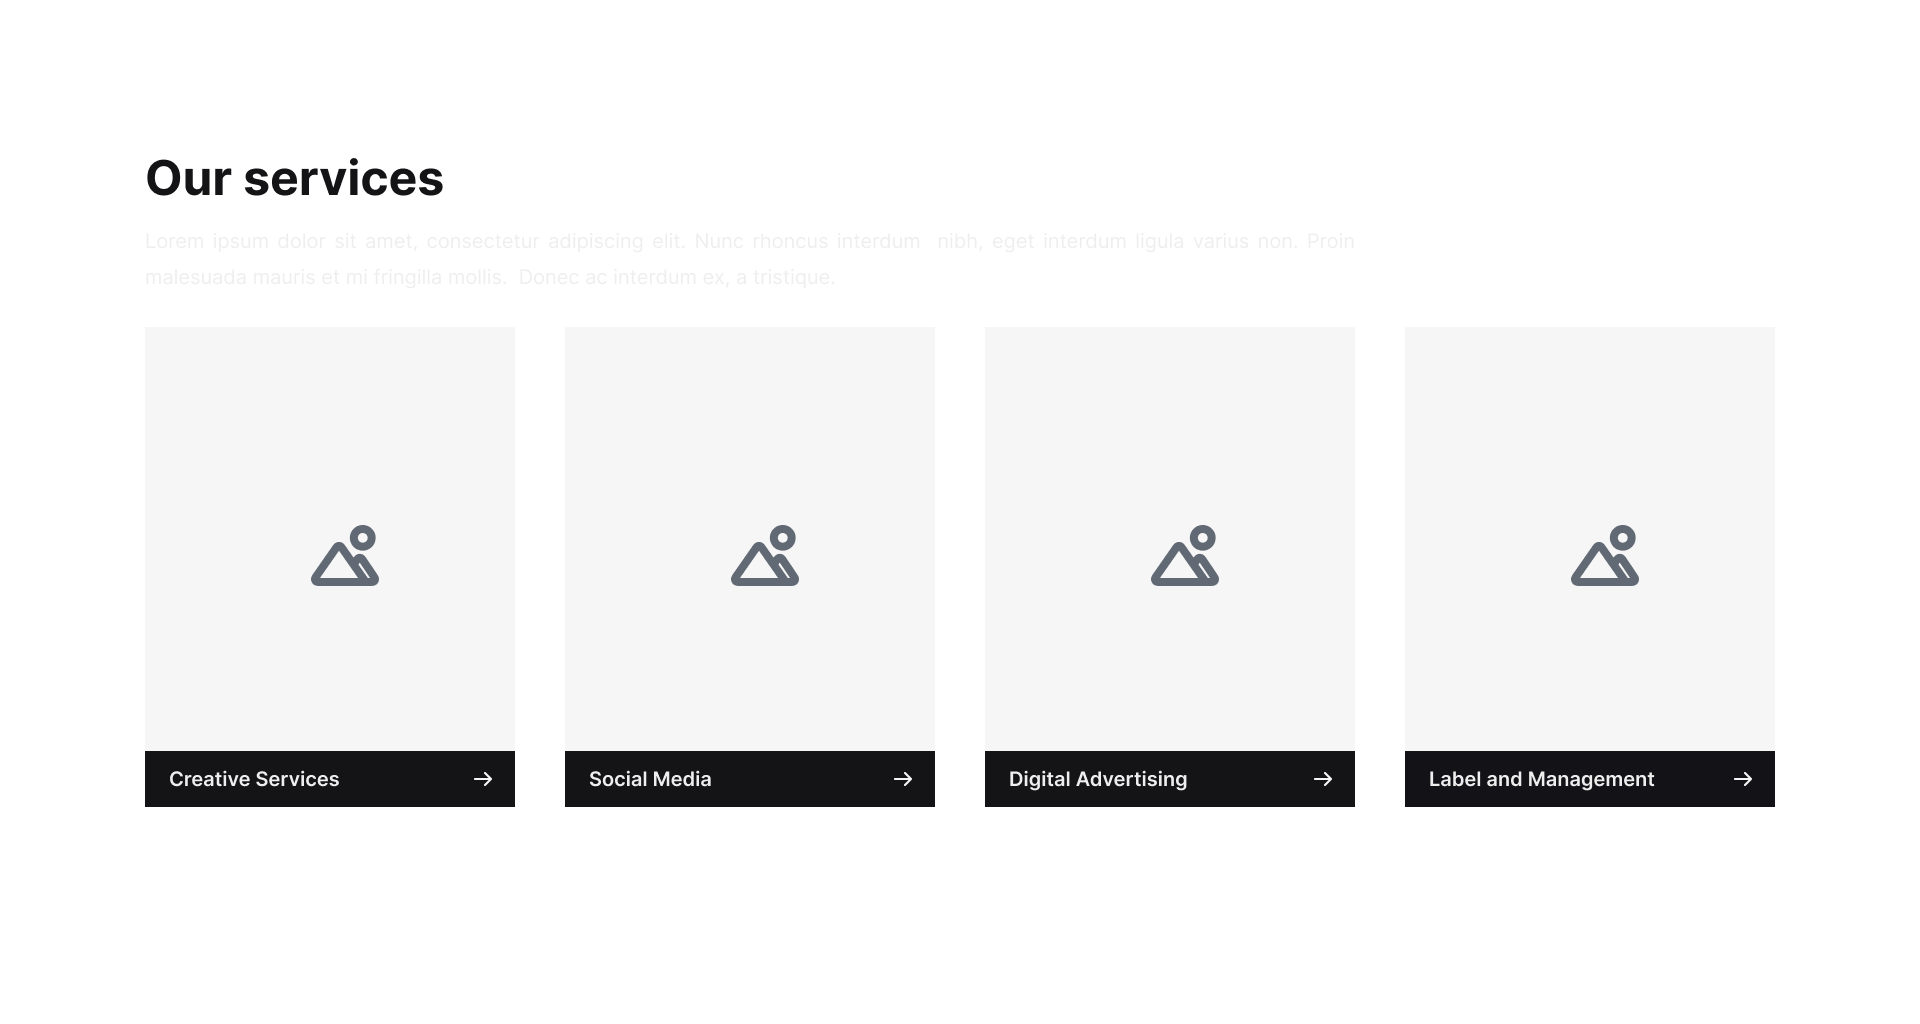 Our services
Lorem ipsum dolor sit amet, consectetur adipiscing elit. Nunc rhoncus interdum  nibh, eget interdum ligula varius non. Proin
malesuada mauris et mi fringilla mollis.  Donec ac interdum ex, a tristique.
Creative Services
Social Media
Digital Advertising
Label and Management